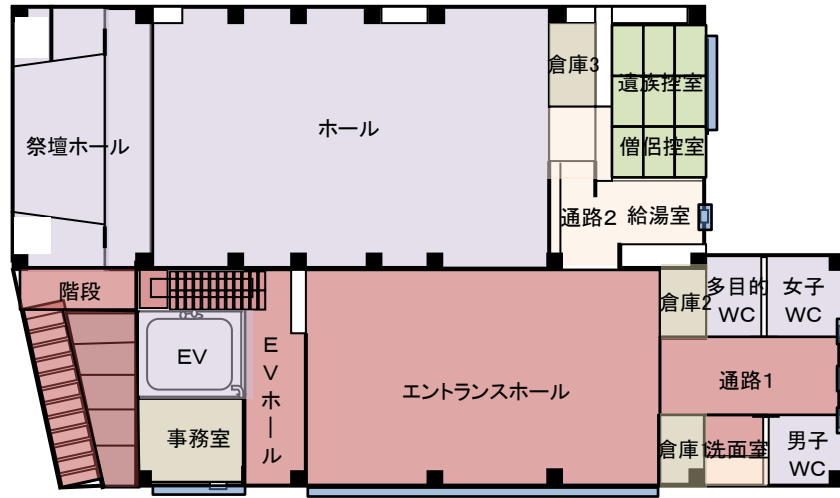 倉庫3
遺族控室
ホール
祭壇ホール
僧侶控室
通路2
給湯室
階段
倉庫2
多目的
WC
女子
WC
EV
EVホール
エントランスホール
通路1
事務室
倉庫1
洗面室
男子
WC